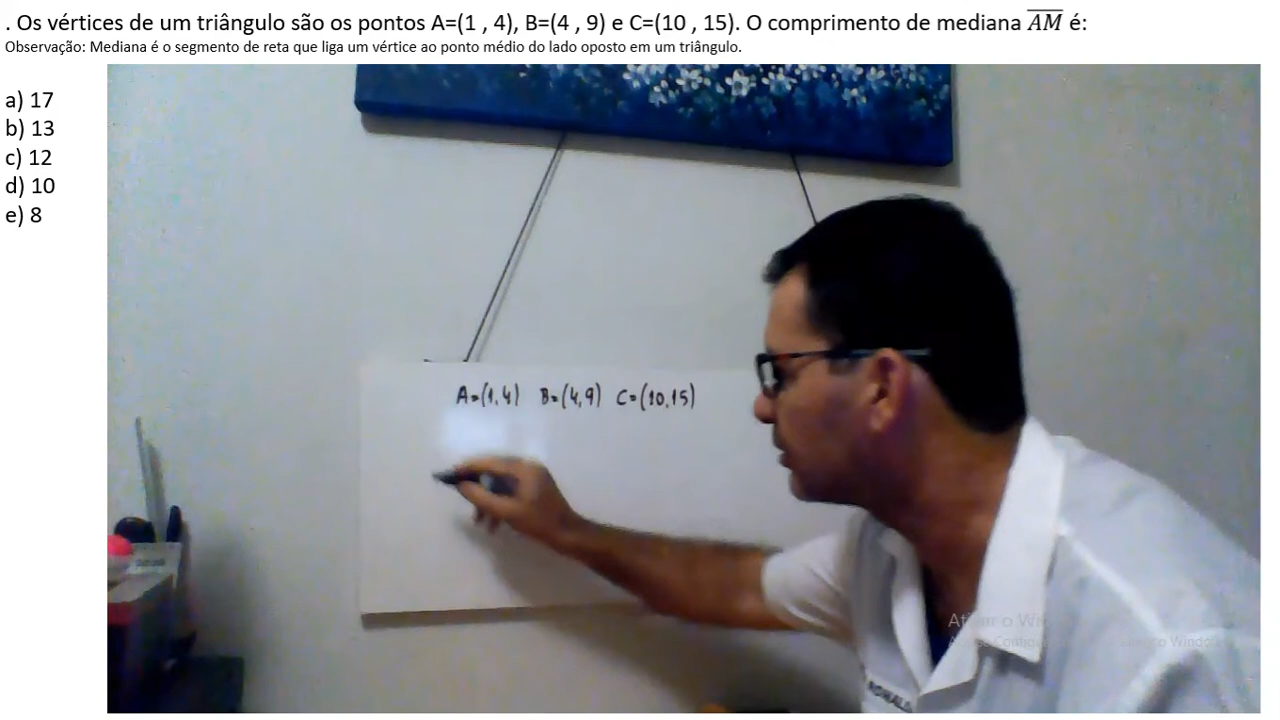 . Os vértices de um triângulo são os pontos A=(1 , 4), B=(4 , 9) e C=(10 , 15). O comprimento de mediana AM é:
Observação: Mediana é o segmento de reta que liga um vértice ao ponto médio do lado oposto em um triângulo.
a) 17
b) 13
c) 12
d) 10
e) 8
A=(1,4) B=(4,9) C=(10,15)